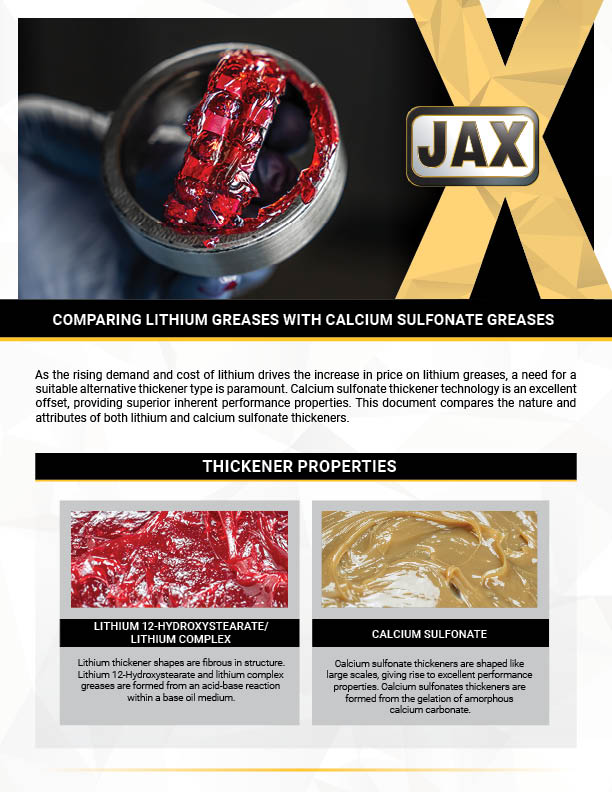 JAX
COMPARING LITHIUM GREASES WITH CALCIUM SULFONATE GREASES
As the rising demand and cost of lithium drives the increase in price on lithium greases, a need for a
suitable alternative thickener type is paramount. Calcium sulfonate thickener technology is an excellent
offset, providing superior inherent performance properties. This document compares the nature and
attributes of both lithium and calcium sulfonate thickeners.
THICKENER PROPERTIES
LITHIUM 12-HYDROXYSTEARATE/
LITHIUM COMPLEX
Lithium thickener shapes are fibrous in structure.
Lithium 12-Hydroxystearate and lithium complex
greases are formed from an acid-base reaction
within a base oil medium.
CALCIUM SULFONATE
Calcium sulfonate thickeners are shaped like
large scales, giving rise to excellent performance
properties. Calcium sulfonates thickeners are
formed from the gelation of amorphous
calcium carbonate.